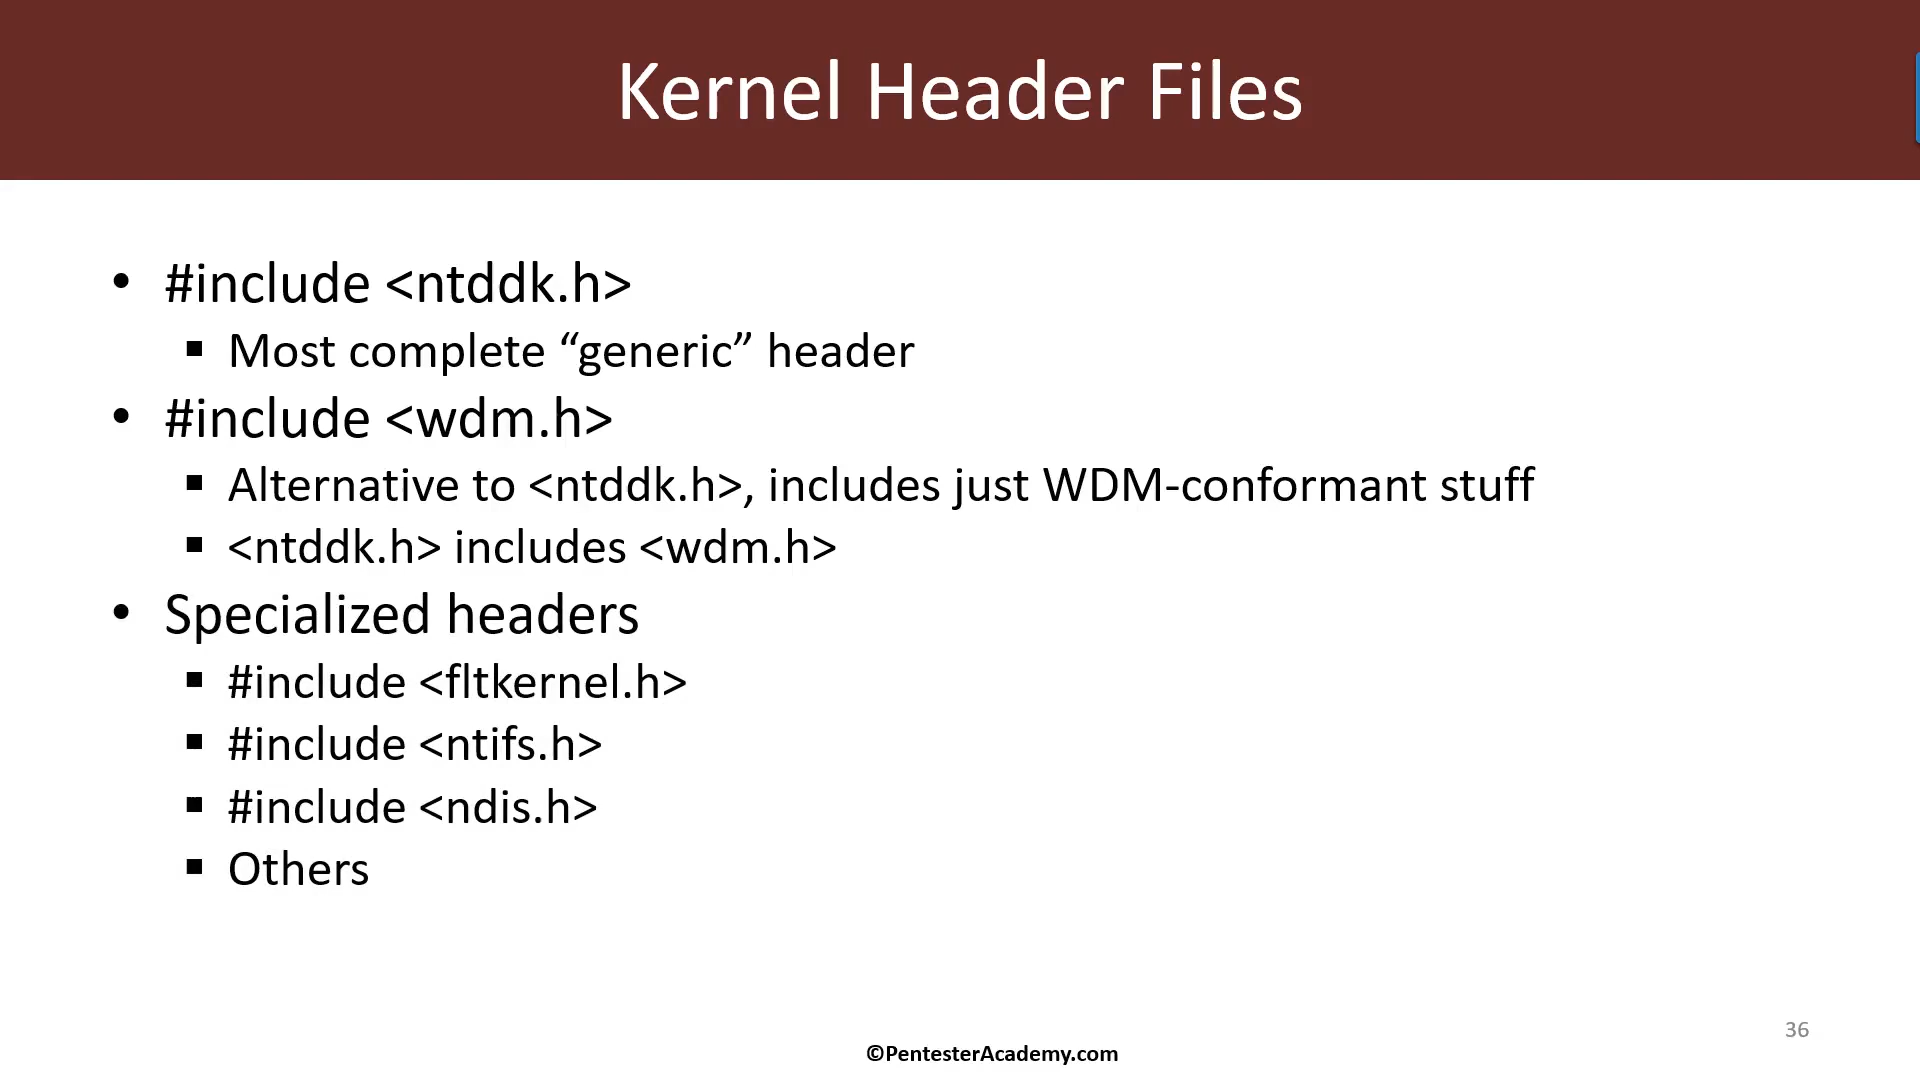 Kernel Header Files
• #include <ntddk.h>
▪ Most complete “generic” header
• #include <wdm.h>
▪ Alternative to <ntddk.h>, includes just WDM-conformant stuff
▪ <ntddk.h> includes <wdm.h>
• Specialized headers
▪ #include <fltkernel.h>
▪ #include <ntifs.h>
▪ #include <ndis.h>
▪ Others
36
©PentesterAcademy.com